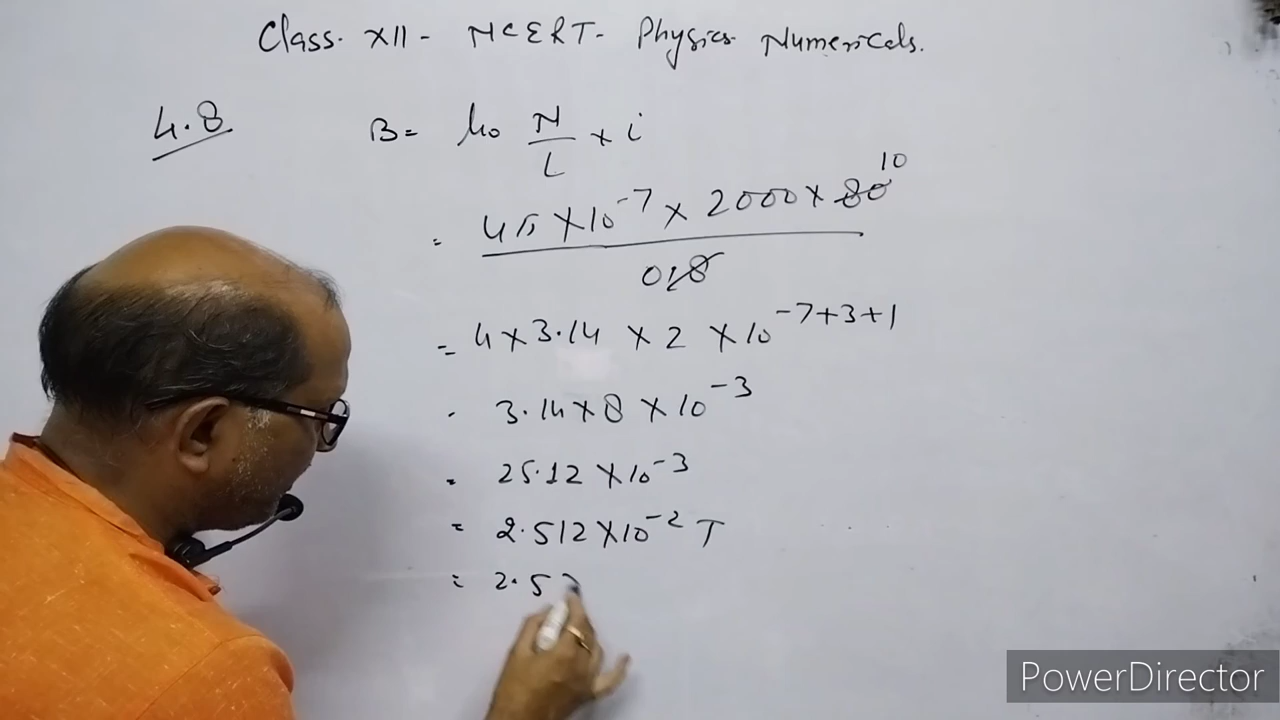 Class. XII - NCERT- Physics Numericals.
4.8
B = μ0 N/L × i
= 4π × 10^-7 × 2000 × 80 10 / 0.8
= 4 × 3.14 × 2 × 10^-7+3+1
= 3.14 × 8 × 10^-3
= 25.12 × 10^-3
= 2.512 × 10^-2 T
= 2.5
PowerDirector